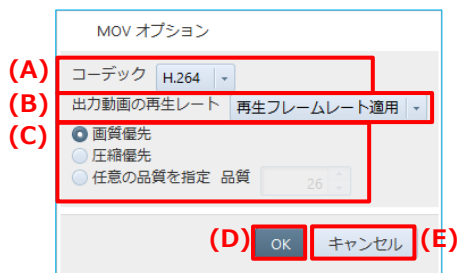 MOV オプション
(A) コーデック H.264
(B) 出力動画の再生レート 再生フレームレート適用
(C) 画質優先
圧縮優先
任意の品質を指定 品質 26
(D) OK キャンセル (E)